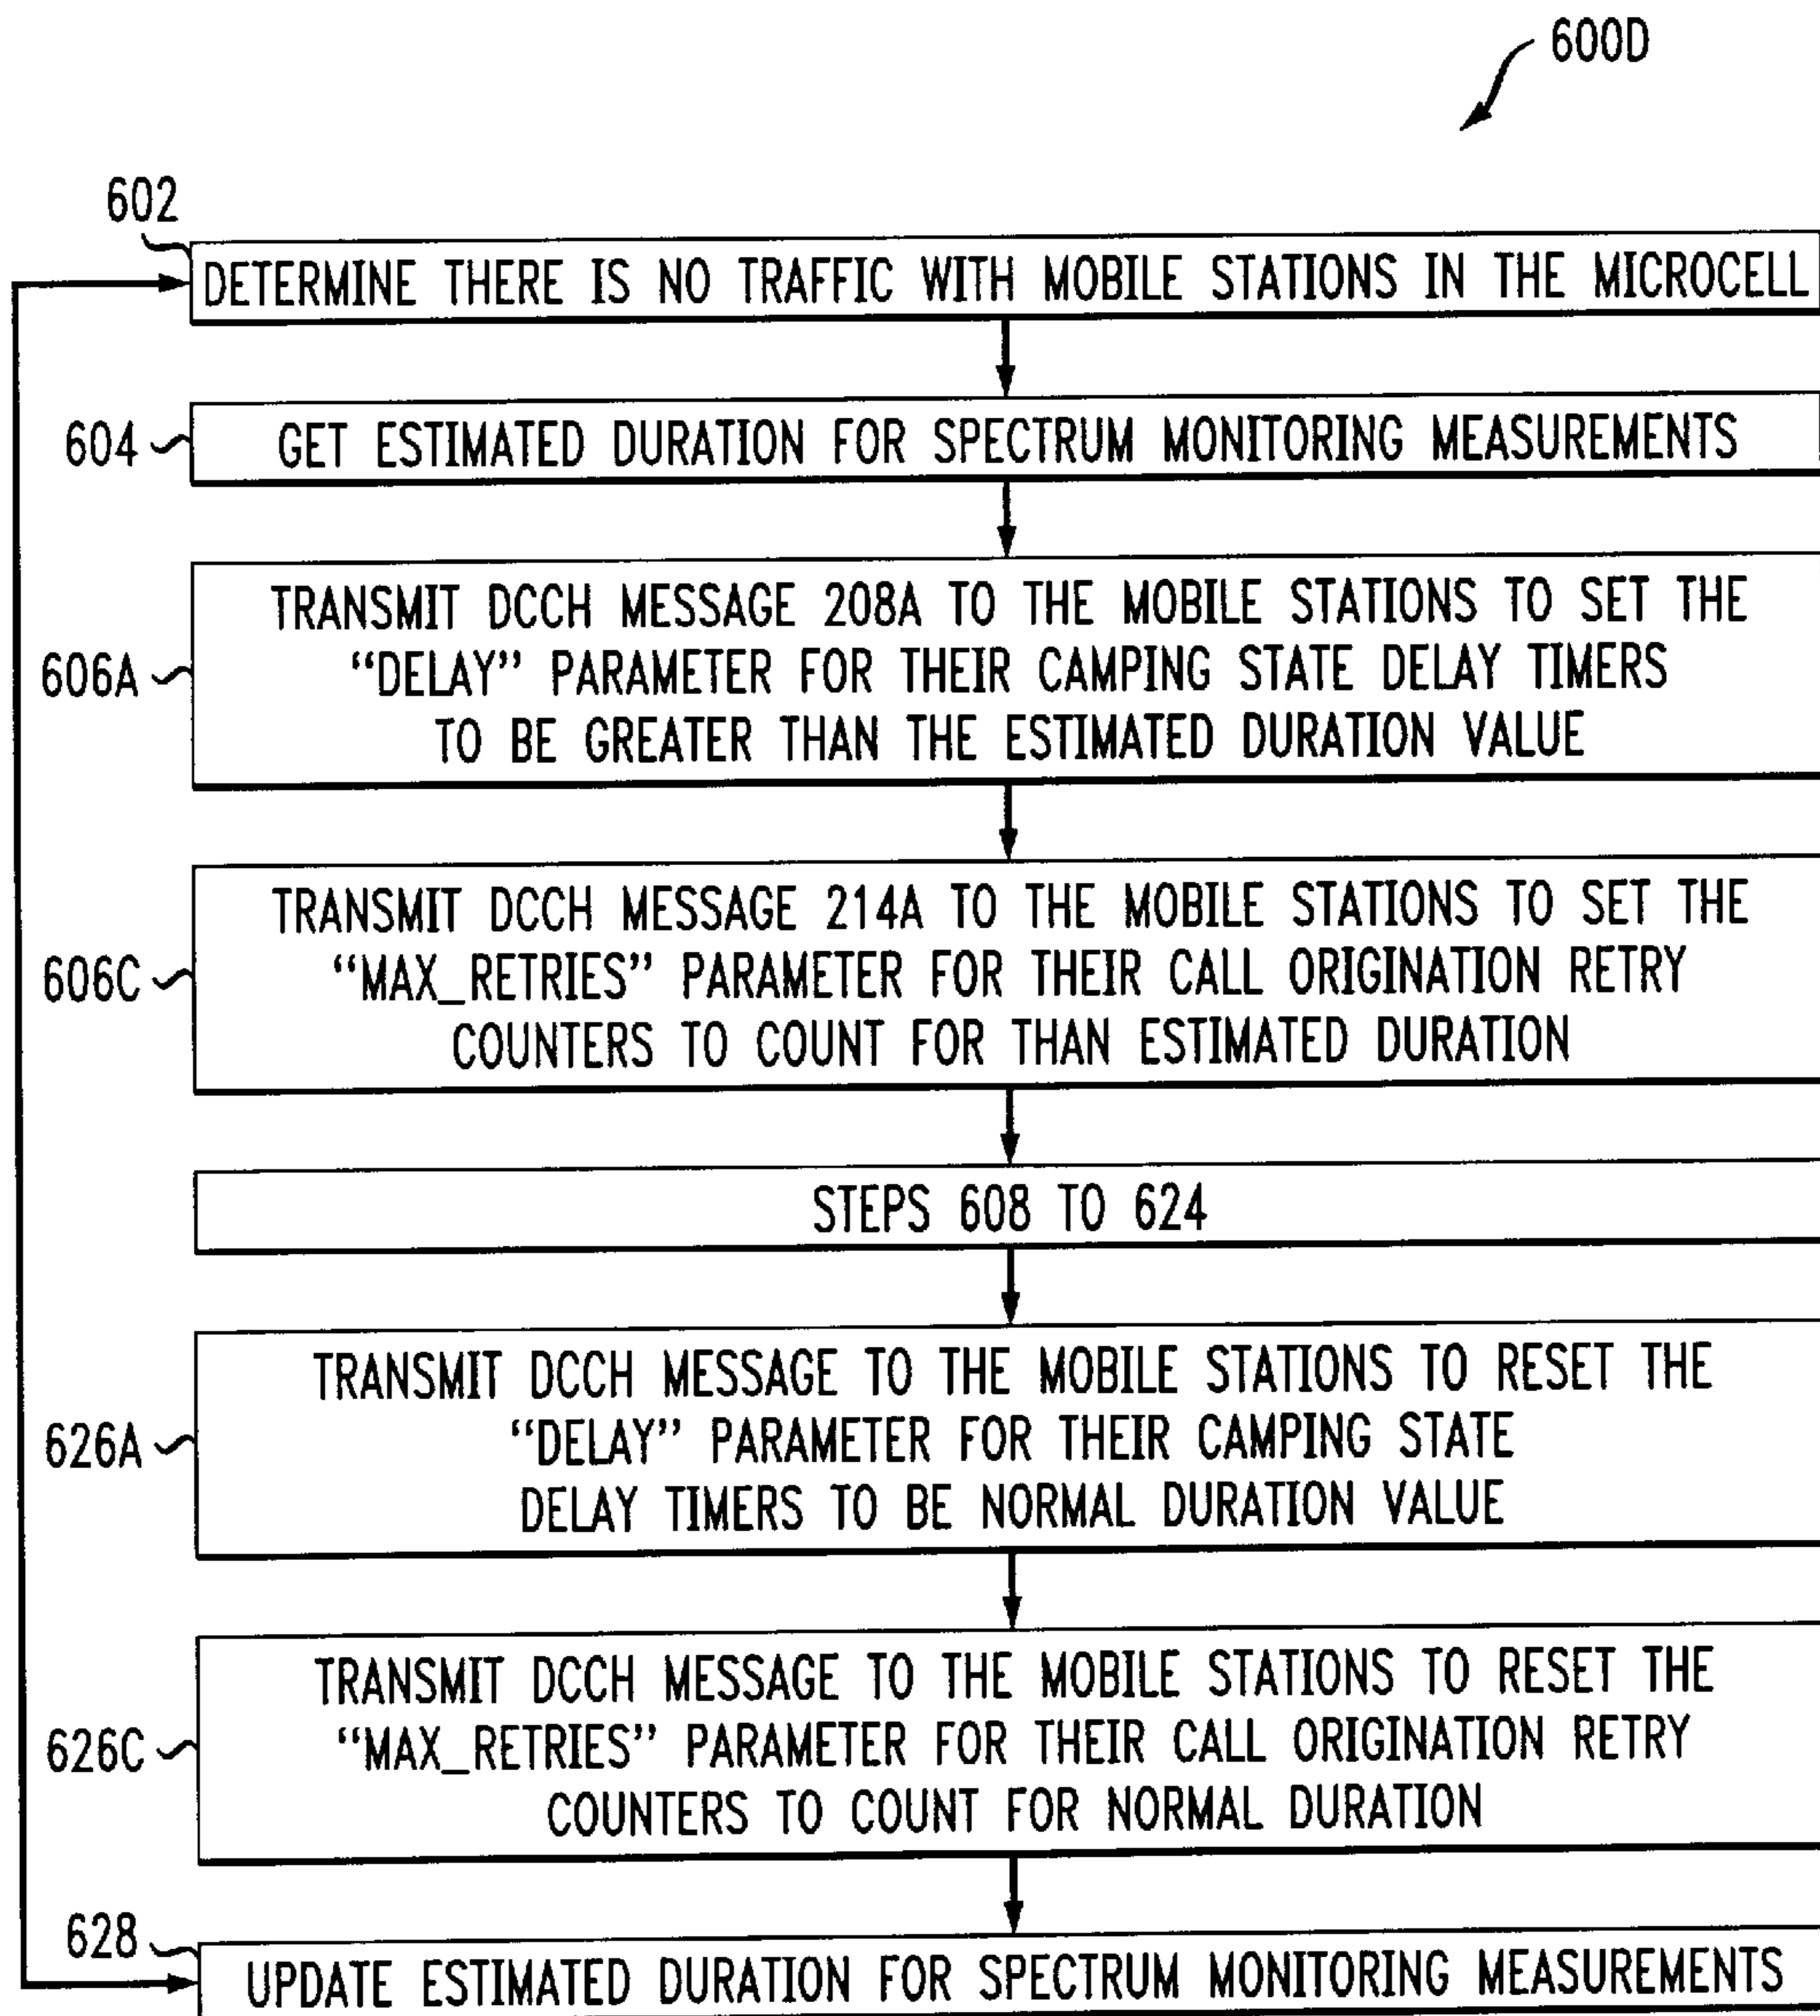 600D
602
DETERMINE THERE IS NO TRAFFIC WITH MOBILE STATIONS IN THE MICROCELL
604
GET ESTIMATED DURATION FOR SPECTRUM MONITORING MEASUREMENTS
606A
TRANSMIT DCCH MESSAGE 208A TO THE MOBILE STATIONS TO SET THE
“DELAY” PARAMETER FOR THEIR CAMPING STATE DELAY TIMERS
TO BE GREATER THAN THE ESTIMATED DURATION VALUE
606C
TRANSMIT DCCH MESSAGE 214A TO THE MOBILE STATIONS TO SET THE
“MAX_RETRIES” PARAMETER FOR THEIR CALL ORIGINATION RETRY
COUNTERS TO COUNT FOR THAN ESTIMATED DURATION
STEPS 608 TO 624
626A
TRANSMIT DCCH MESSAGE TO THE MOBILE STATIONS TO RESET THE
“DELAY” PARAMETER FOR THEIR CAMPING STATE
DELAY TIMERS TO BE NORMAL DURATION VALUE
626C
TRANSMIT DCCH MESSAGE TO THE MOBILE STATIONS TO RESET THE
“MAX_RETRIES” PARAMETER FOR THEIR CALL ORIGINATION RETRY
COUNTERS TO COUNT FOR NORMAL DURATION
628
UPDATE ESTIMATED DURATION FOR SPECTRUM MONITORING MEASUREMENTS